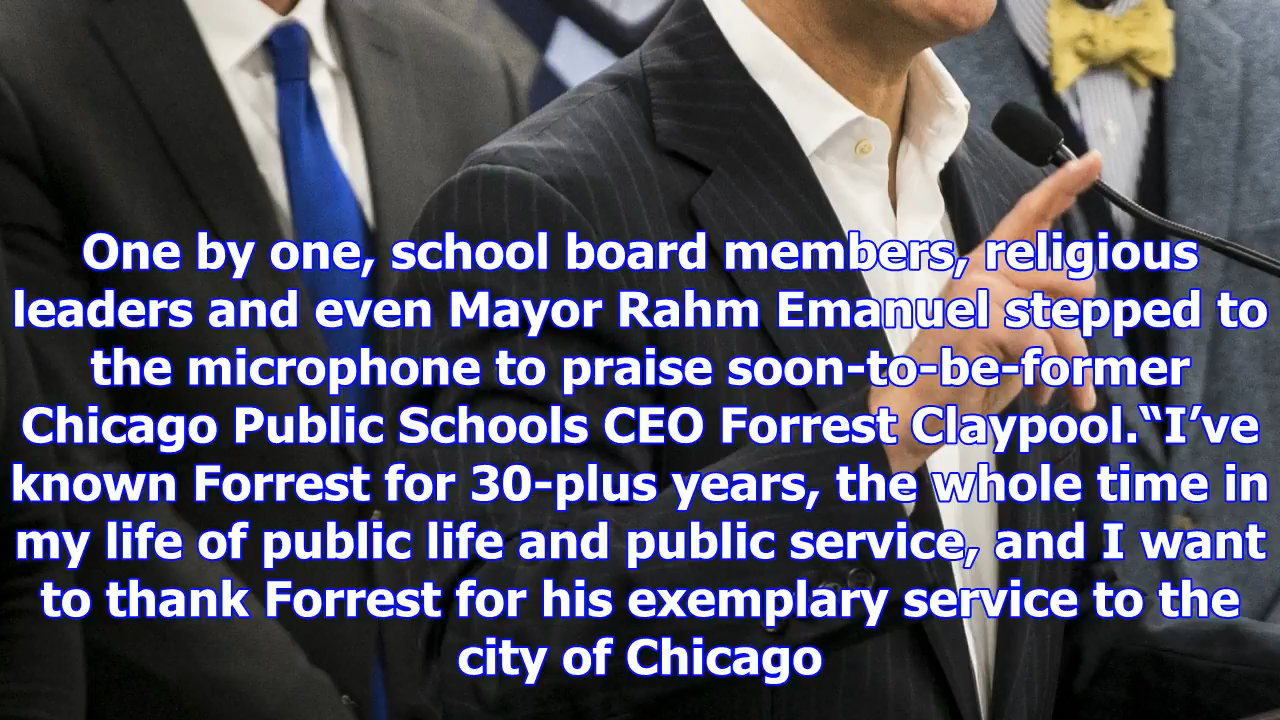 One by one, school board members, religious
leaders and even Mayor Rahm Emanuel stepped to
the microphone to praise soon-to-be-former
Chicago Public Schools CEO Forrest Claypool.“I’ve
known Forrest for 30-plus years, the whole time in
my life of public life and public service, and I want
to thank Forrest for his exemplary service to the
city of Chicago